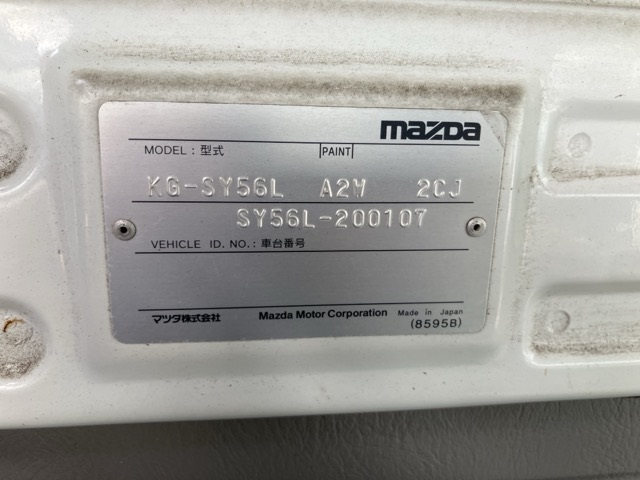 mazda
MODEL : 型式 PAINT
KG-SY56L A2W 2CJ
SY56L-200107
VEHICLE ID. NO. : 車台番号
マツダ株式会社 Mazda Motor Corporation Made in Japan
(8595B)